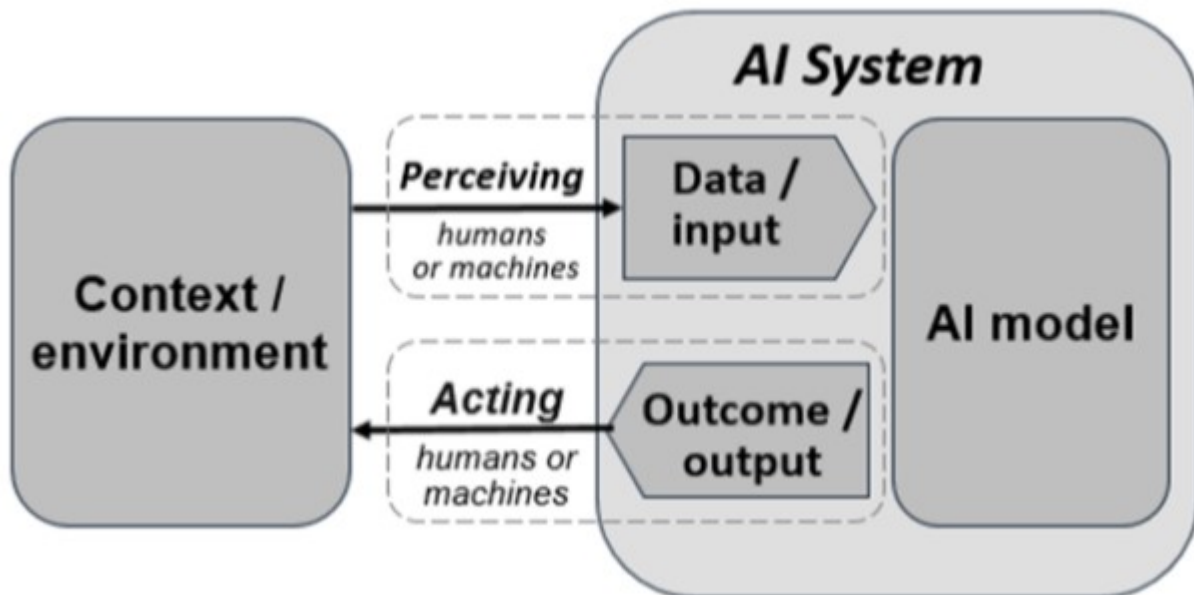 AI System
Perceiving
humans
or machines
Data /
input
Context /
environment
AI model
Acting
humans or
machines
Outcome /
output